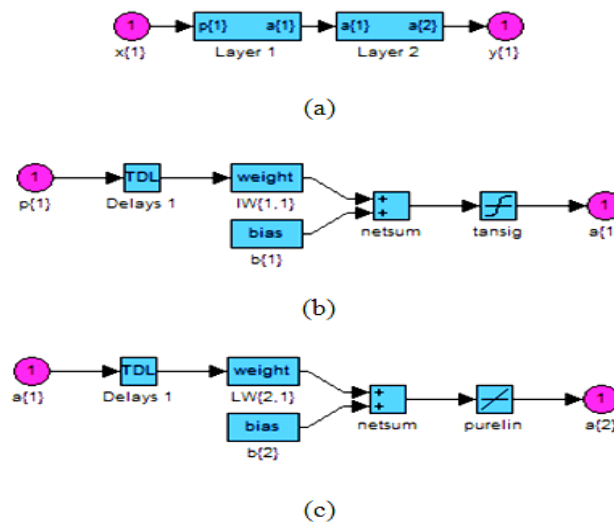 1 p{1} a{1} a{1} a{2} 1
x{1} Layer 1 Layer 2 y{1}
(a)
1 TDL weight 1
p{1} Delays 1 IW{1,1} + + netsum tansig a{1
bias
b{1}
(b)
1 TDL weight 1
a{1} Delays 1 LW{2,1} + + netsum purelin a{2}
bias
b{2}
(c)